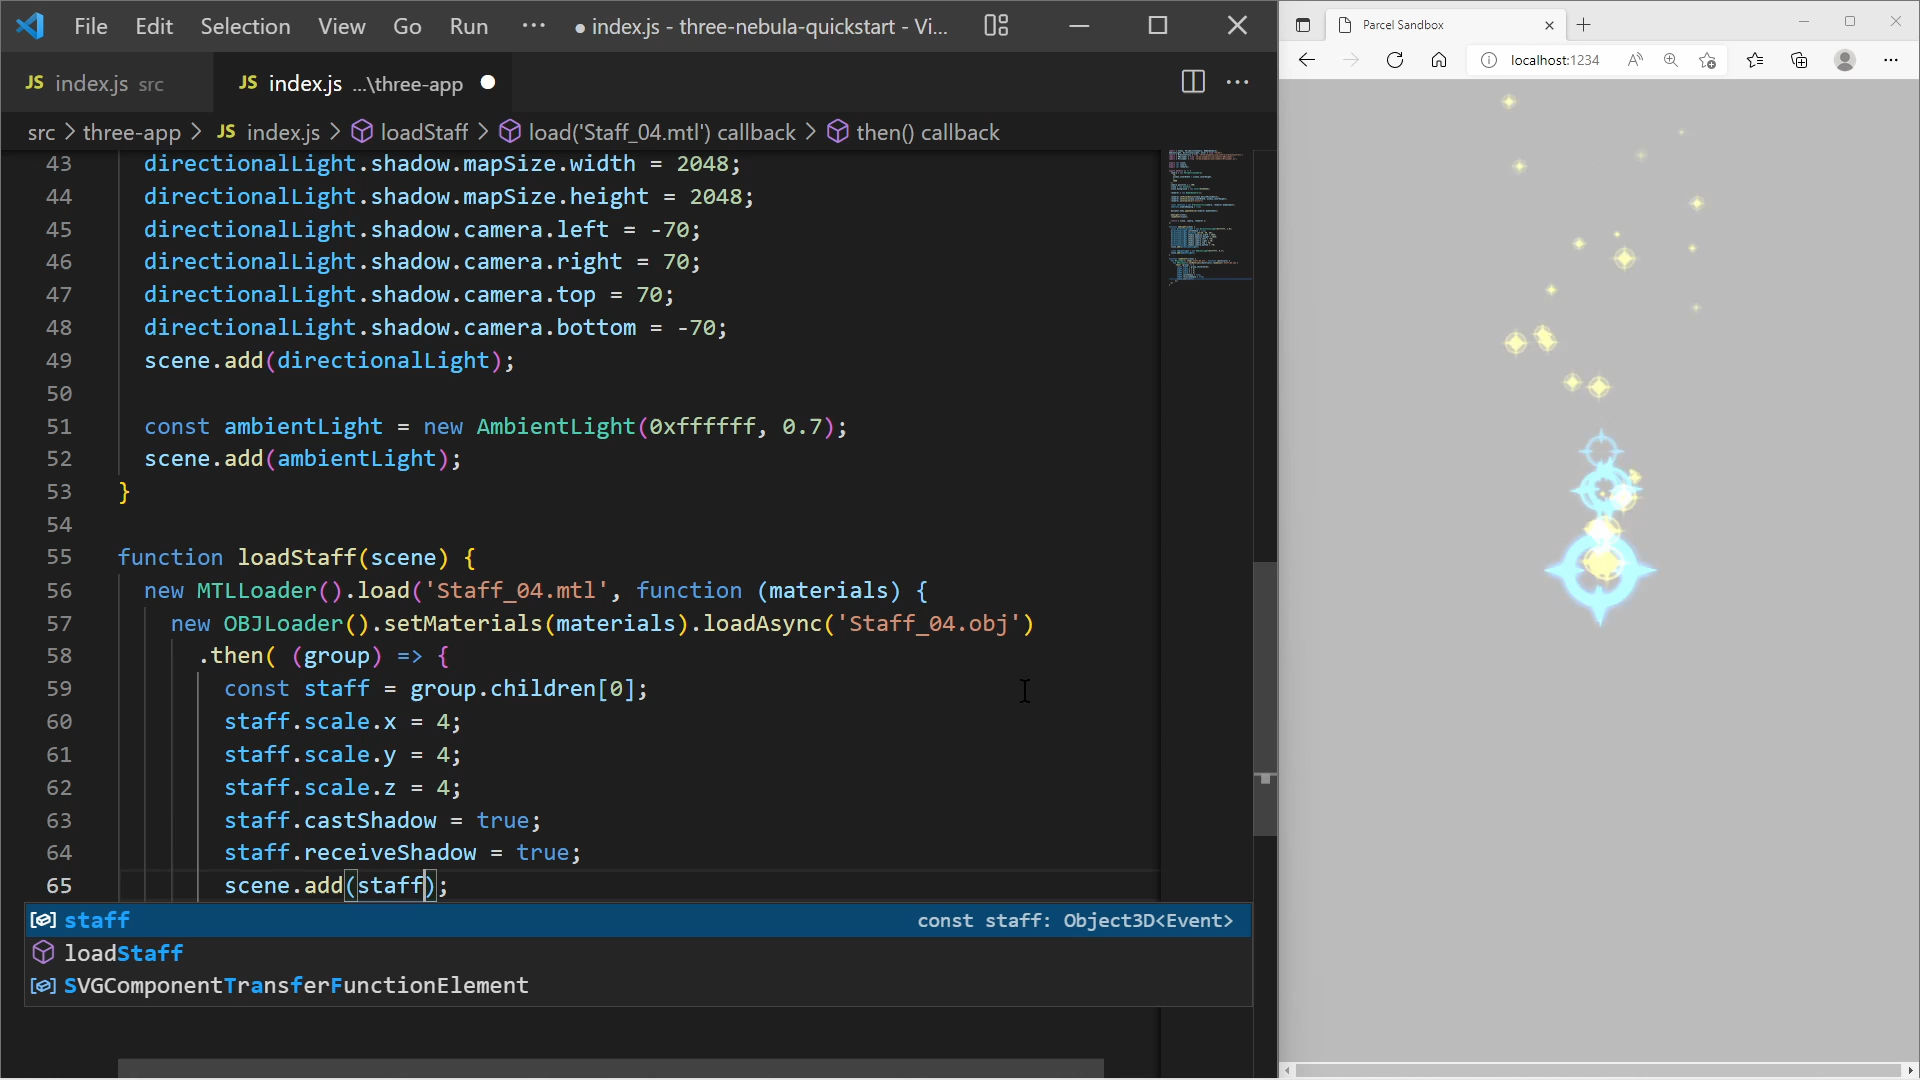 File Edit Selection View Go Run ··· ● index.js - three-nebula-quickstart - Vi...
JS index.js src JS index.js ...\three-app ●
src > three-app > JS index.js > loadStaff > load('Staff_04.mtl') callback > then() callback
43 directionalLight.shadow.mapSize.width = 2048;
44 directionalLight.shadow.mapSize.height = 2048;
45 directionalLight.shadow.camera.left = -70;
46 directionalLight.shadow.camera.right = 70;
47 directionalLight.shadow.camera.top = 70;
48 directionalLight.shadow.camera.bottom = -70;
49 scene.add(directionalLight);
50
51 const ambientLight = new AmbientLight(0xffffff, 0.7);
52 scene.add(ambientLight);
53 }
54
55 function loadStaff(scene) {
56 new MTLLoader().load('Staff_04.mtl', function (materials) {
57 new OBJLoader().setMaterials(materials).loadAsync('Staff_04.obj')
58 .then( (group) => {
59 const staff = group.children[0];
60 staff.scale.x = 4;
61 staff.scale.y = 4;
62 staff.scale.z = 4;
63 staff.castShadow = true;
64 staff.receiveShadow = true;
65 scene.add(staff);
staff const staff: Object3D<Event>
loadStaff
SVGComponentTransferFunctionElement
Parcel Sandbox
localhost:1234